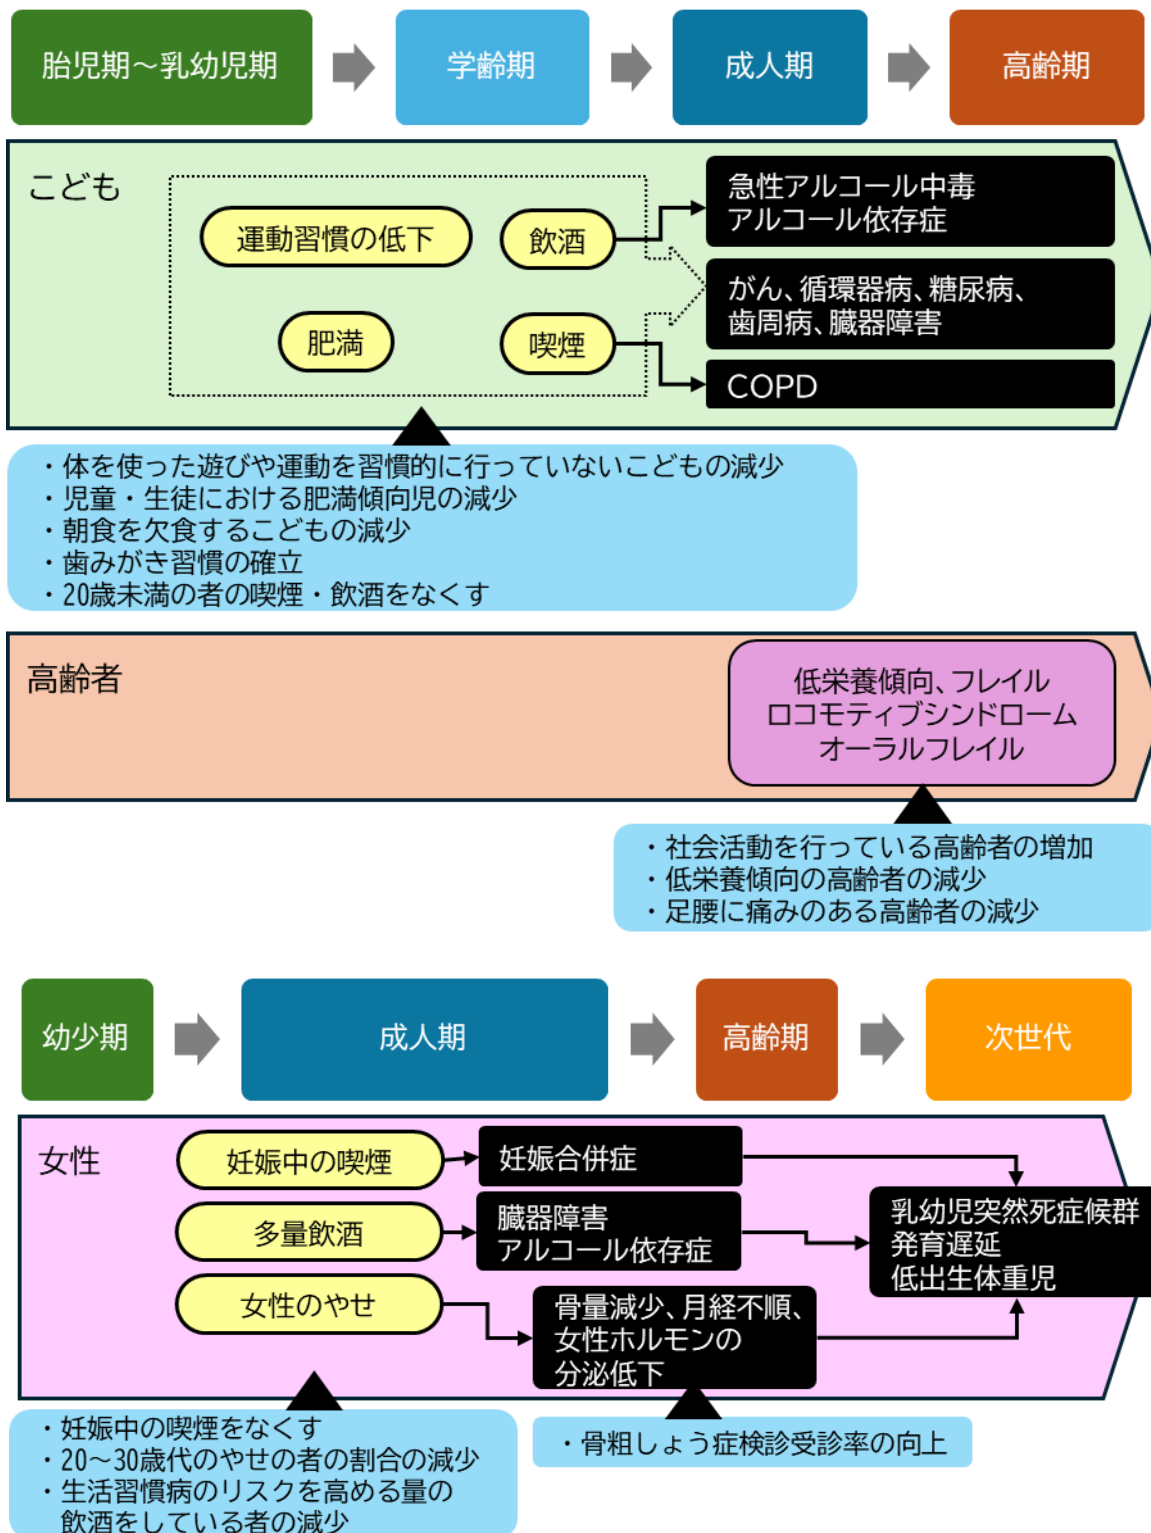 胎児期～乳幼児期
学齢期
成人期
高齢期
こども
運動習慣の低下
飲酒
肥満
喫煙
急性アルコール中毒
アルコール依存症
がん、循環器病、糖尿病、
歯周病、臓器障害
COPD
・体を使った遊びや運動を習慣的に行っていないこどもの減少
・児童・生徒における肥満傾向児の減少
・朝食を欠食するこどもの減少
・歯みがき習慣の確立
・20歳未満の者の喫煙・飲酒をなくす
高齢者
低栄養傾向、フレイル
ロコモティブシンドローム
オーラルフレイル
・社会活動を行っている高齢者の増加
・低栄養傾向の高齢者の減少
・足腰に痛みのある高齢者の減少
幼少期
成人期
高齢期
次世代
女性
妊娠中の喫煙
多量飲酒
女性のやせ
妊娠合併症
臓器障害
アルコール依存症
骨量減少、月経不順、
女性ホルモンの
分泌低下
乳幼児突然死症候群
発育遅延
低出生体重児
・妊娠中の喫煙をなくす
・20～30歳代のやせの者の割合の減少
・生活習慣病のリスクを高める量の
飲酒をしている者の減少
・骨粗しょう症検診受診率の向上